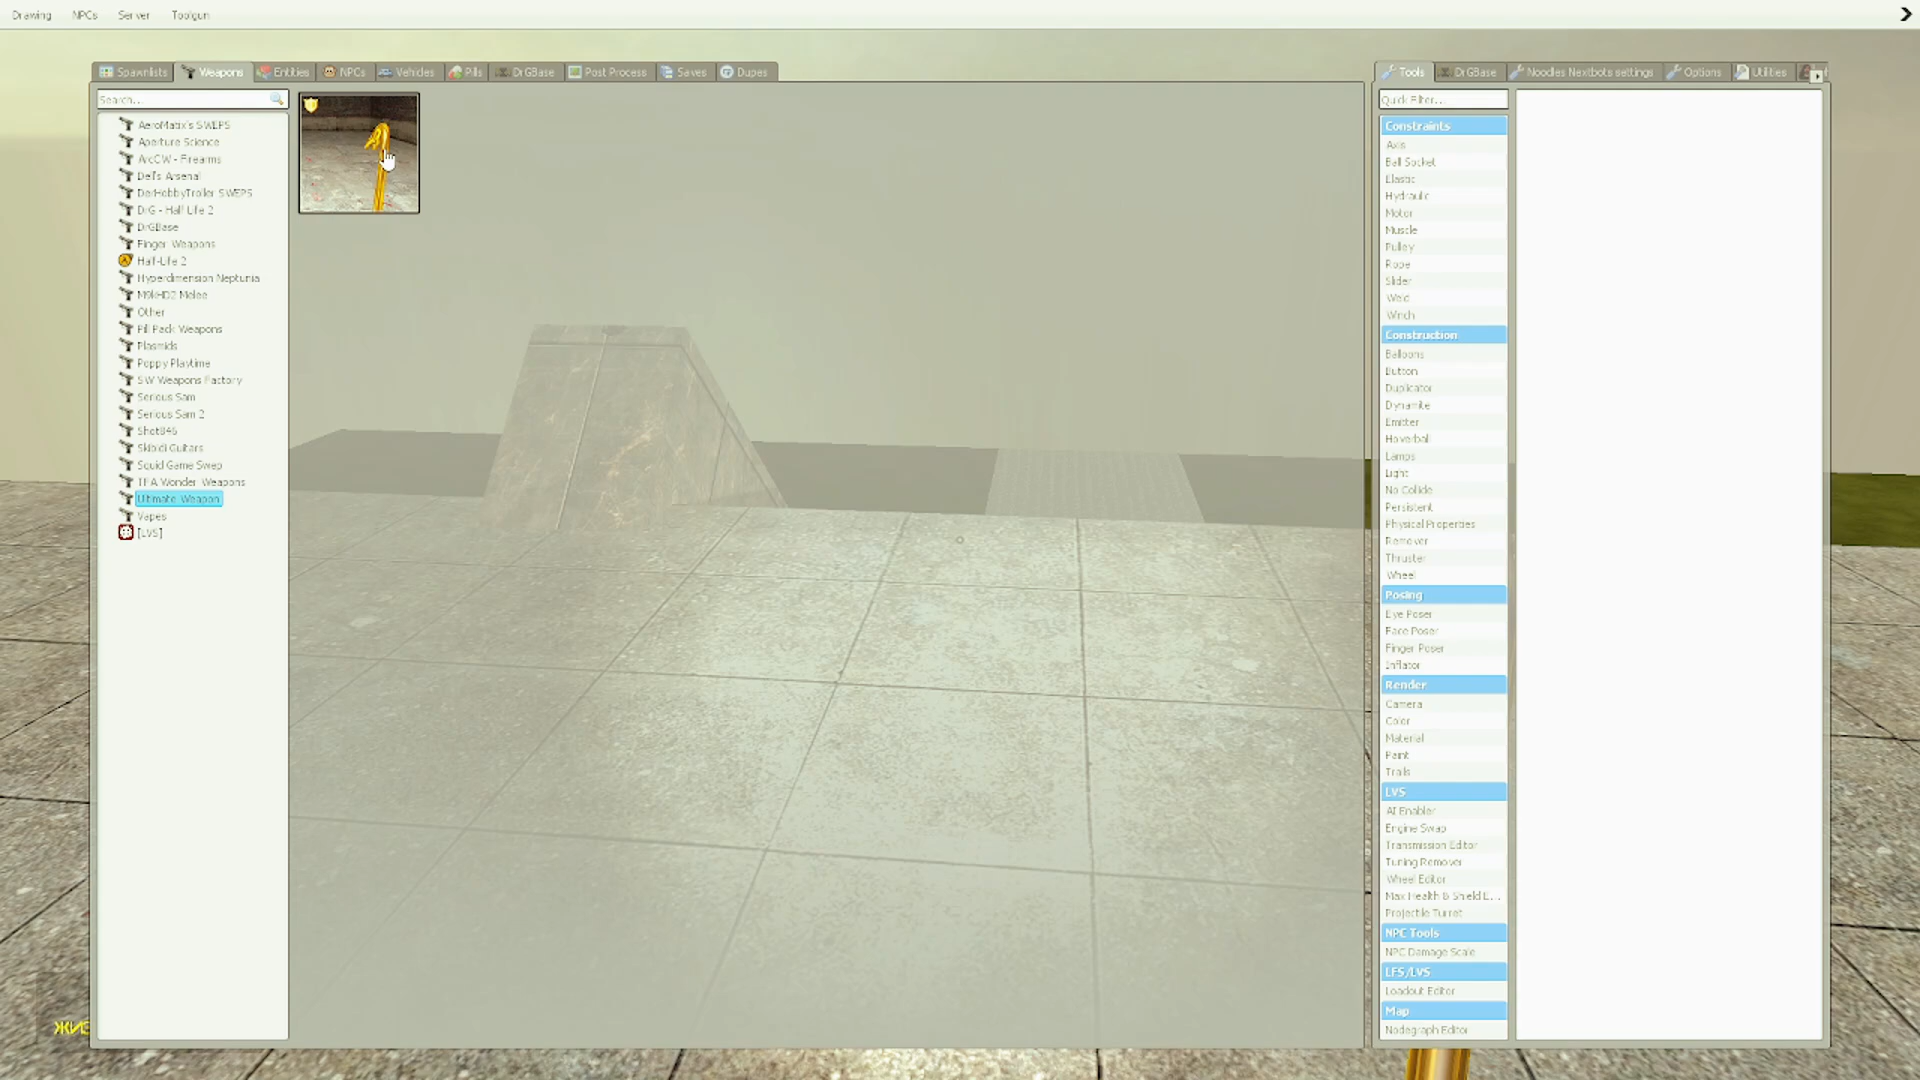 Drawing NPCs Server Toolgun
Spawnlists Weapons Entities NPCs Vehicles Pills DrGBase Post Process Saves Dupes
Search...
AeroMatix's SWEPS
Aperture Science
ArcCW - Firearms
Dell's Arsenal
DerHobbyTroller SWEPS
DrG - Half Life 2
DrGBase
Finger Weapons
Half-Life 2
Hyperdimension Neptunia
M9kHD2 Melee
Other
Pill Pack Weapons
Plasmids
Poppy Playtime
SW Weapons Factory
Serious Sam
Serious Sam 2
Shot846
Skibidi Guitars
Squid Game Swep
TFA Wonder Weapons
Ultimate Weapon
Vapes
[LVS]
Tools DrGBase Noodles Nextbots settings Options Utilities
Quick Filter...
Constraints
Axis
Ball Socket
Elastic
Hydraulic
Motor
Muscle
Pulley
Rope
Slider
Weld
Winch
Construction
Balloons
Button
Duplicator
Dynamite
Emitter
Hoverball
Lamps
Light
No Collide
Persistent
Physical Properties
Remover
Thruster
Wheel
Posing
Eye Poser
Face Poser
Finger Poser
Inflator
Render
Camera
Color
Material
Paint
Trails
LVS
AI Enabler
Engine Swap
Transmission Editor
Tuning Remover
Wheel Editor
Max Health & Shield E...
Projectile Turret
NPC Tools
NPC Damage Scale
LFS/LVS
Loadout Editor
Map
Nodegraph Editor